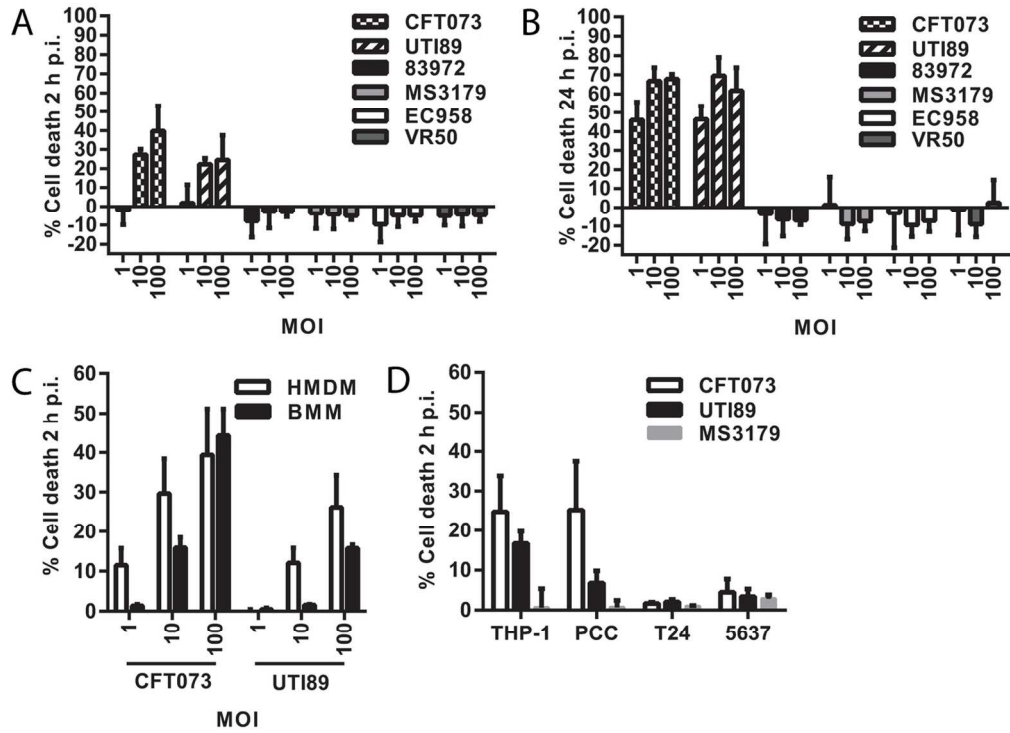 A
% Cell death 2 h p.i.
100
90
80
70
60
50
40
30
20
10
0
-10
-20
CFT073
UTI89
83972
MS3179
EC958
VR50
1 10 100 1 10 100 1 10 100 1 10 100 1 10 100 1 10 100
MOI
B
% Cell death 24 h p.i.
100
90
80
70
60
50
40
30
20
10
0
-10
-20
CFT073
UTI89
83972
MS3179
EC958
VR50
1 10 100 1 10 100 1 10 100 1 10 100 1 10 100 1 10 100
MOI
C
% Cell death 2 h p.i.
60
50
40
30
20
10
0
HMDM
BMM
1 10 100 1 10 100
CFT073 UTI89
MOI
D
% Cell death 2 h p.i.
50
40
30
20
10
0
CFT073
UTI89
MS3179
THP-1 PCC T24 5637